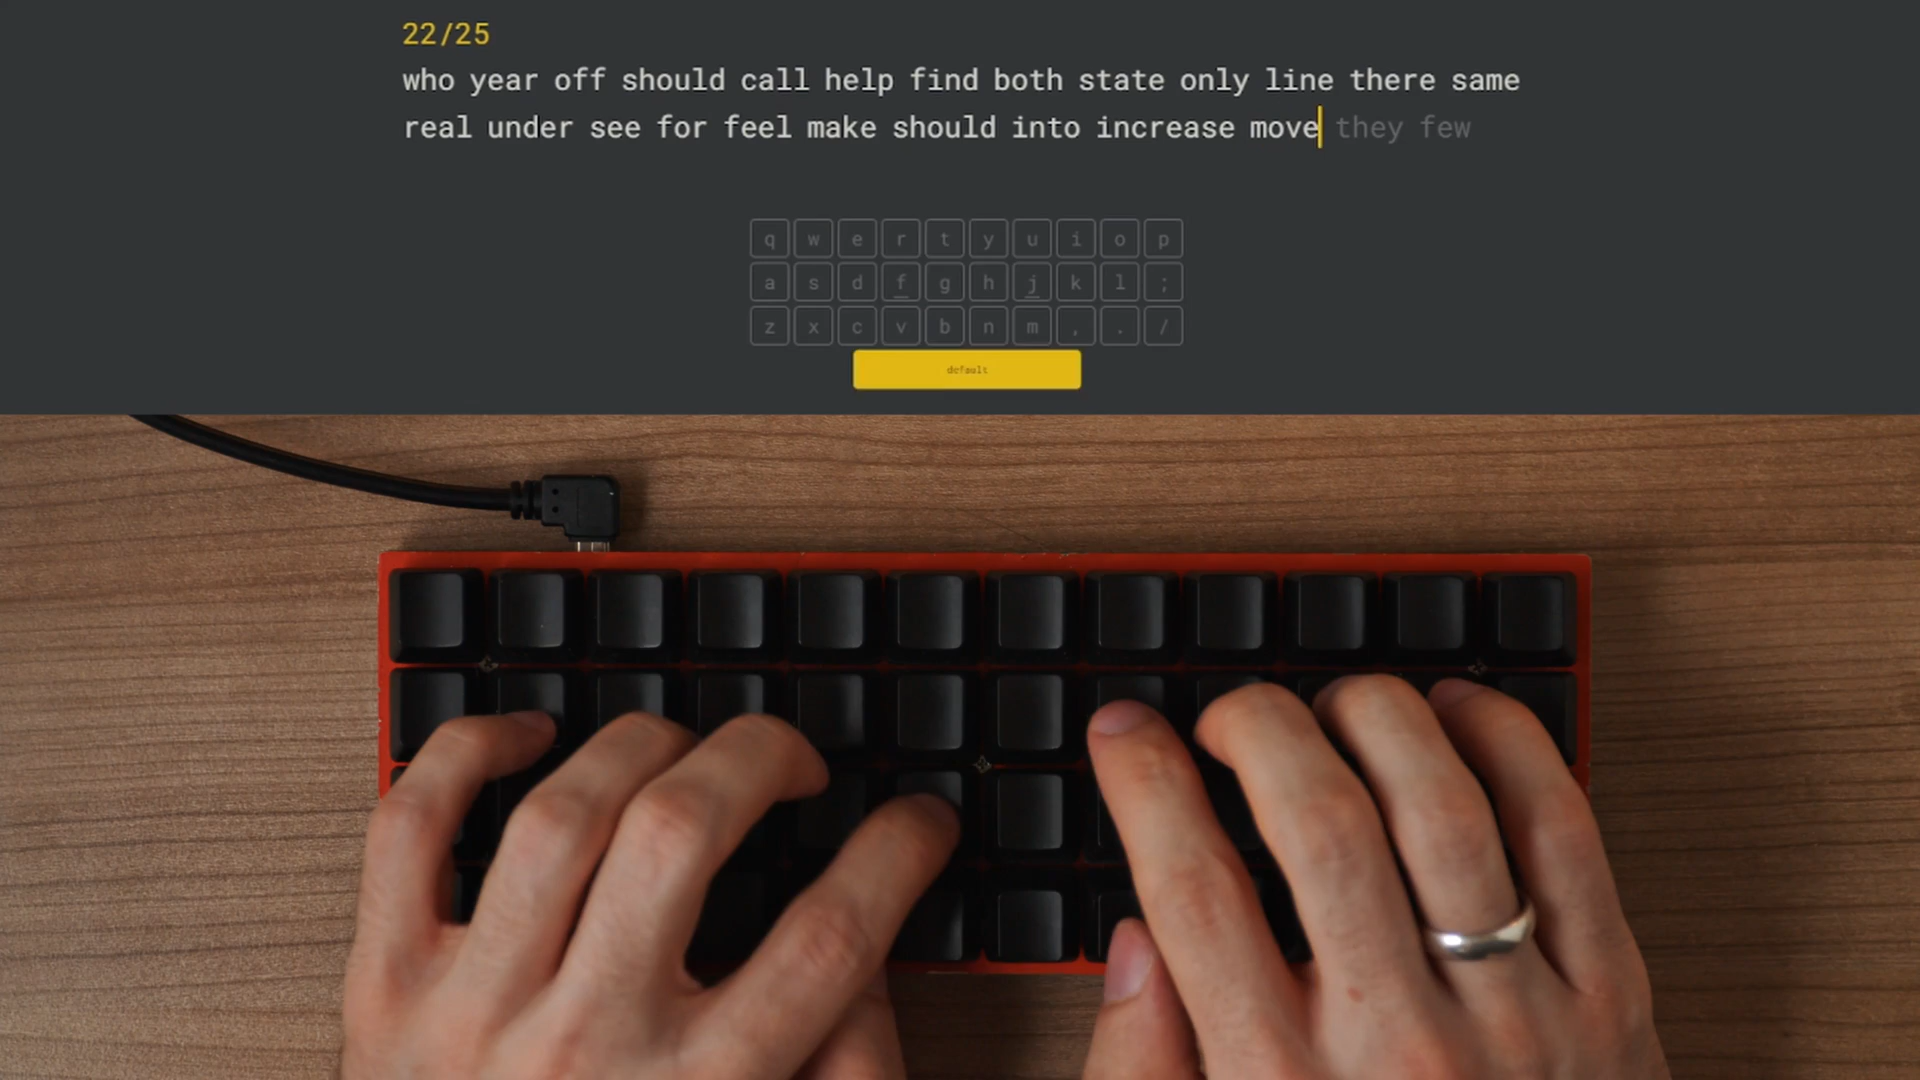 22/25
who year off should call help find both state only line there same
real under see for feel make should into increase move they few
q w e r t y u i o p
a s d f g h j k l ;
z x c v b n m , . /
default